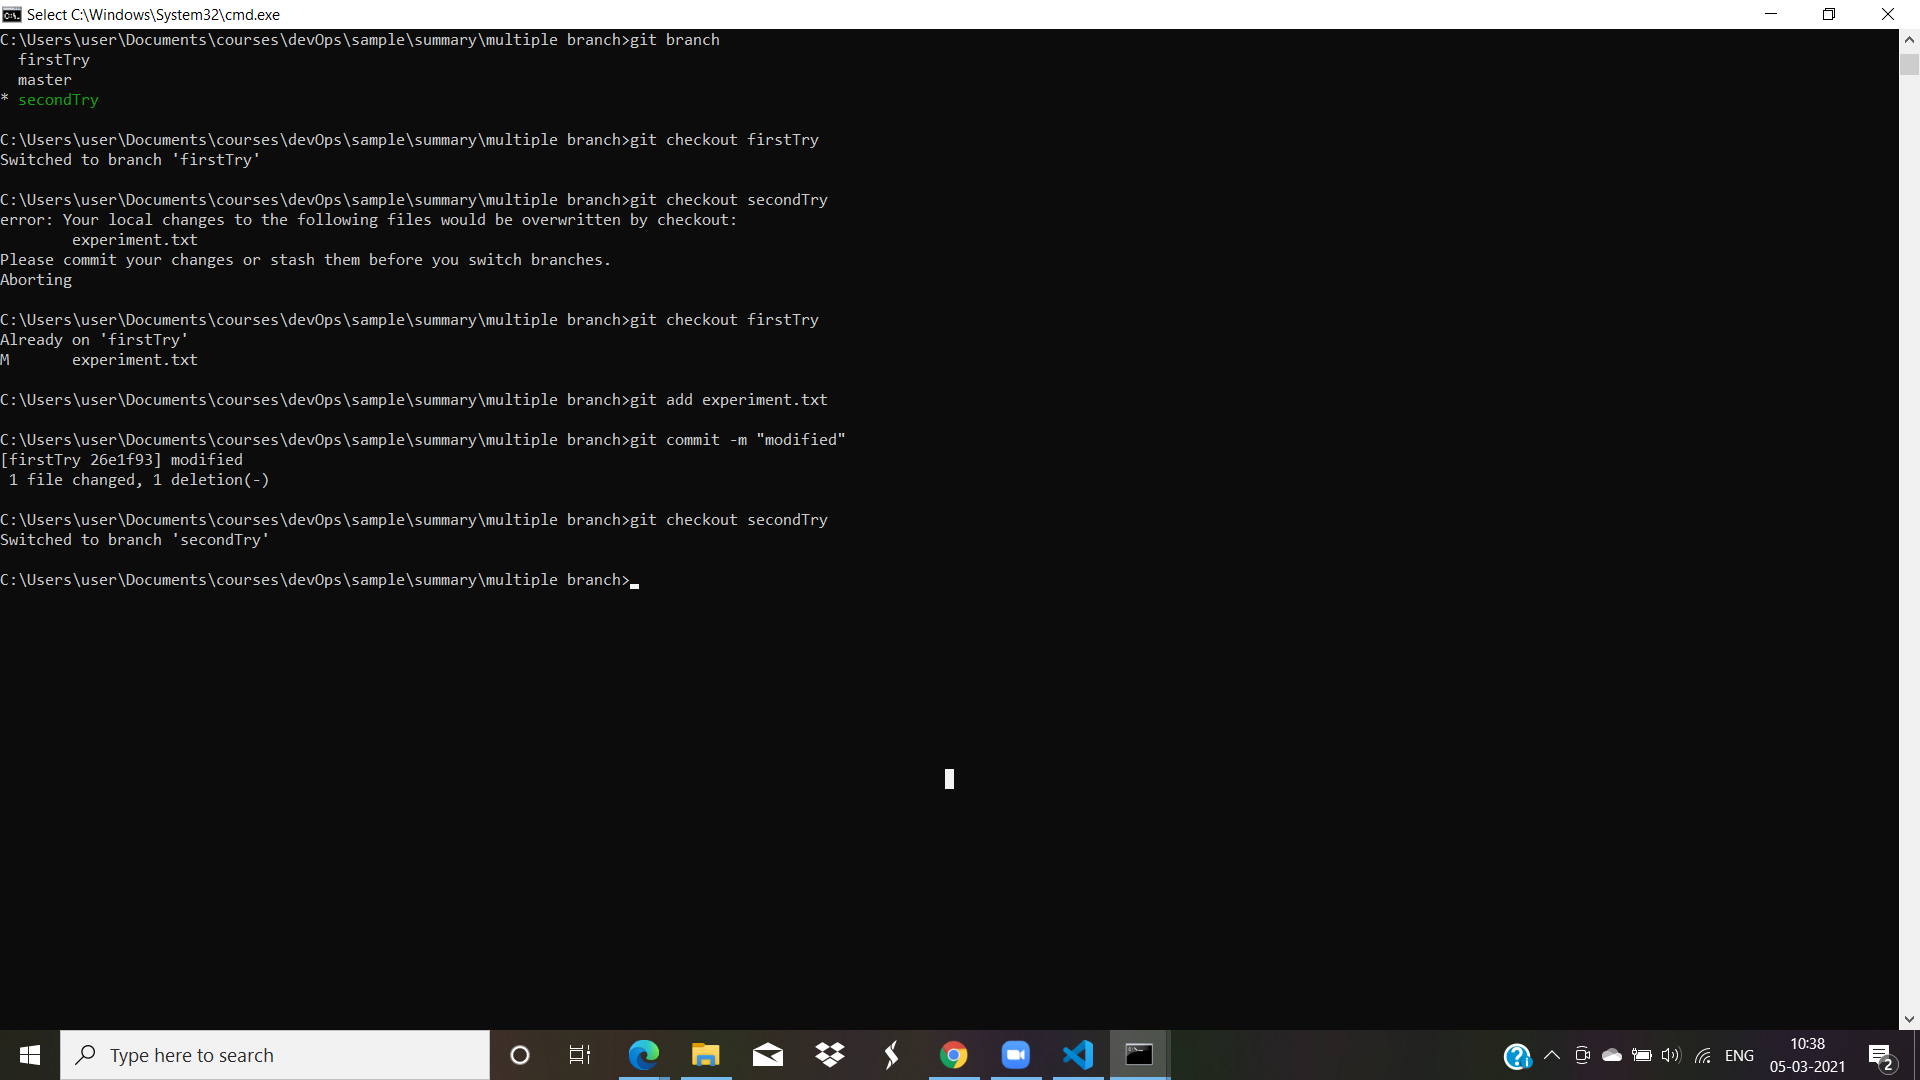 Select C:\Windows\System32\cmd.exe
C:\Users\user\Documents\courses\devOps\sample\summary\multiple branch>git branch
  firstTry
  master
* secondTry
C:\Users\user\Documents\courses\devOps\sample\summary\multiple branch>git checkout firstTry
Switched to branch 'firstTry'
C:\Users\user\Documents\courses\devOps\sample\summary\multiple branch>git checkout secondTry
error: Your local changes to the following files would be overwritten by checkout:
        experiment.txt
Please commit your changes or stash them before you switch branches.
Aborting
C:\Users\user\Documents\courses\devOps\sample\summary\multiple branch>git checkout firstTry
Already on 'firstTry'
M       experiment.txt
C:\Users\user\Documents\courses\devOps\sample\summary\multiple branch>git add experiment.txt
C:\Users\user\Documents\courses\devOps\sample\summary\multiple branch>git commit -m "modified"
[firstTry 26e1f93] modified
 1 file changed, 1 deletion(-)
C:\Users\user\Documents\courses\devOps\sample\summary\multiple branch>git checkout secondTry
Switched to branch 'secondTry'
C:\Users\user\Documents\courses\devOps\sample\summary\multiple branch>
Type here to search
ENG
10:38
05-03-2021
2